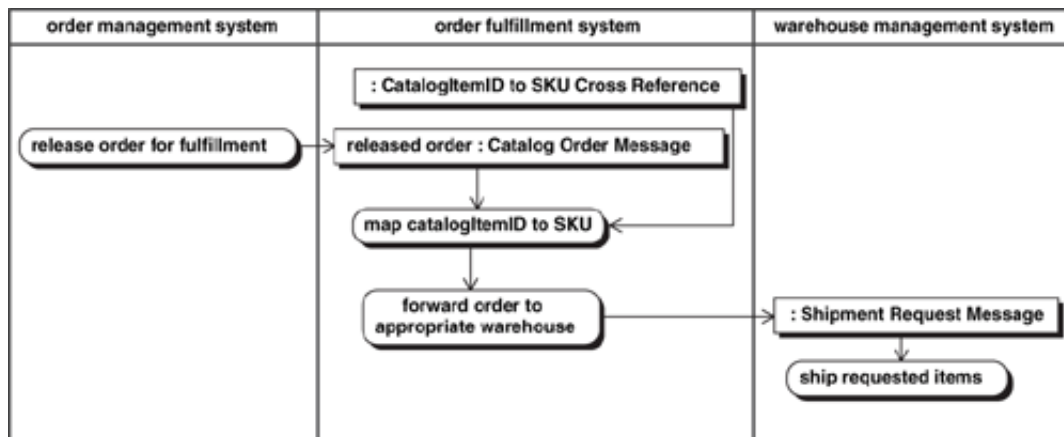 order management system
order fulfillment system
warehouse management system
: CatalogItemID to SKU Cross Reference
release order for fulfillment
released order : Catalog Order Message
map catalogItemID to SKU
forward order to
appropriate warehouse
: Shipment Request Message
ship requested items